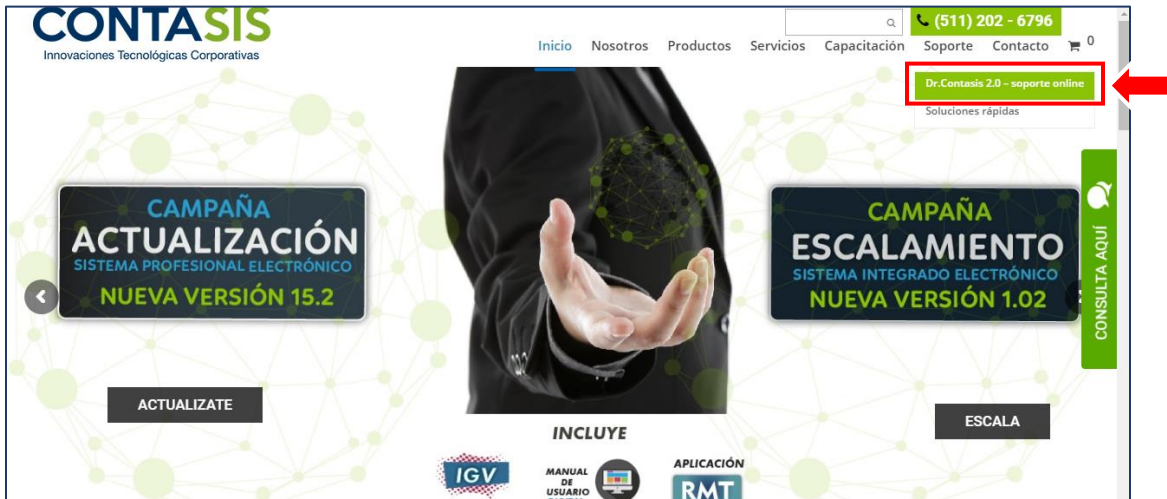 CONTASIS
Innovaciones Tecnológicas Corporativas
(511) 202 - 6796
Inicio Nosotros Productos Servicios Capacitación Soporte Contacto 0
Dr.Contasis 2.0 – soporte online
Soluciones rápidas
CAMPAÑA
ACTUALIZACIÓN
SISTEMA PROFESIONAL ELECTRÓNICO
NUEVA VERSIÓN 15.2
ACTUALIZATE
CAMPAÑA
ESCALAMIENTO
SISTEMA INTEGRADO ELECTRÓNICO
NUEVA VERSIÓN 1.02
ESCALA
CONSULTA AQUÍ
INCLUYE
IGV
MANUAL
DE
USUARIO
APLICACIÓN
RMT